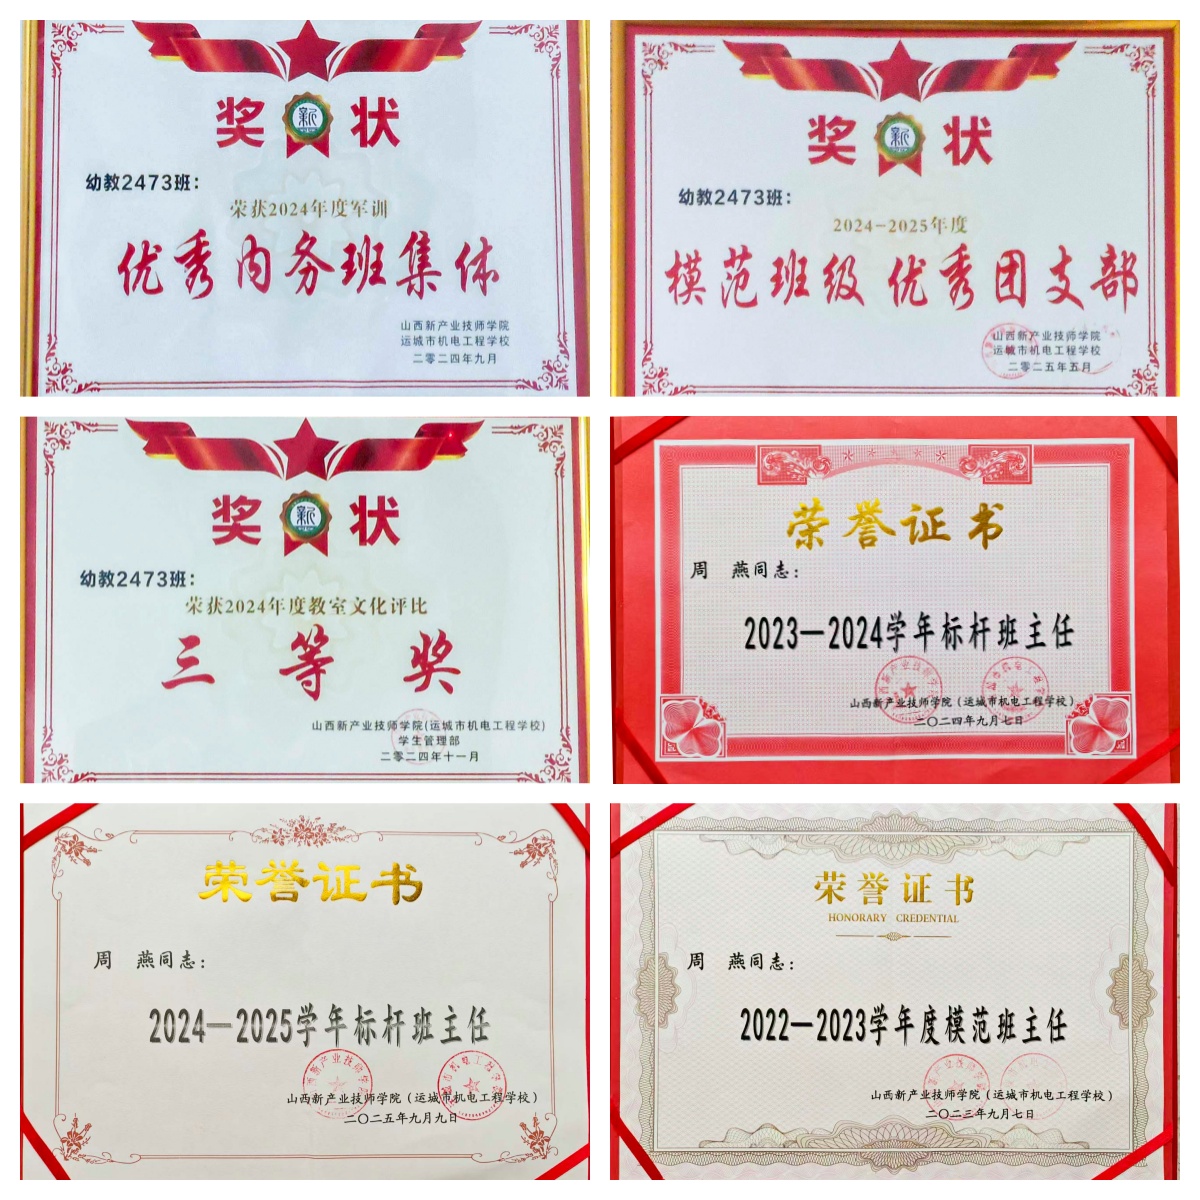 奖 新 状
幼教2473班：
荣获2024年度军训
优秀内务班集体
山西新产业技师学院
运城市机电工程学校
二零二四年九月
奖 新 状
幼教2473班：
2024-2025年度
模范班级 优秀团支部
山西新产业技师学院
运城市机电工程学校
二零二五年五月
奖 新 状
幼教2473班：
荣获2024年度教室文化评比
三等奖
山西新产业技师学院(运城市机电工程学校)
学生管理部
二零二四年十一月
荣誉证书
周 燕同志：
2023—2024学年标杆班主任
山西新产业技师学院（运城市机电工程学校）
二〇二四年九月七日
荣誉证书
周 燕同志：
2024—2025学年标杆班主任
山西新产业技师学院（运城市机电工程学校）
二〇二五年九月九日
荣誉证书
HONORARY CREDENTIAL
周 燕同志：
2022—2023学年度模范班主任
山西新产业技师学院（运城市机电工程学校）
二〇二三年九月七日